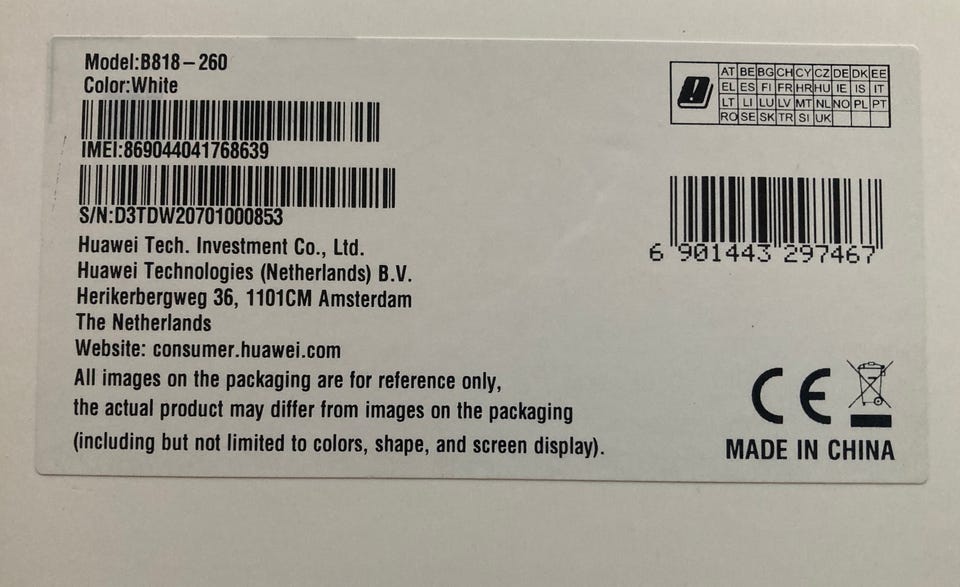 Model:B818-260
Color:White
IMEI:869044041768639
S/N:D3TDW20701000853
Huawei Tech. Investment Co., Ltd.
Huawei Technologies (Netherlands) B.V.
Herikerbergweg 36, 1101CM Amsterdam
The Netherlands
Website: consumer.huawei.com
All images on the packaging are for reference only,
the actual product may differ from images on the packaging
(including but not limited to colors, shape, and screen display).
AT BE BG CH CY CZ DE DK EE
EL ES FI FR HR HU IE IS IT
LT LI LU LV MT NL NO PL PT
RO SE SK TR SI UK
6 901443 297467
CE
MADE IN CHINA